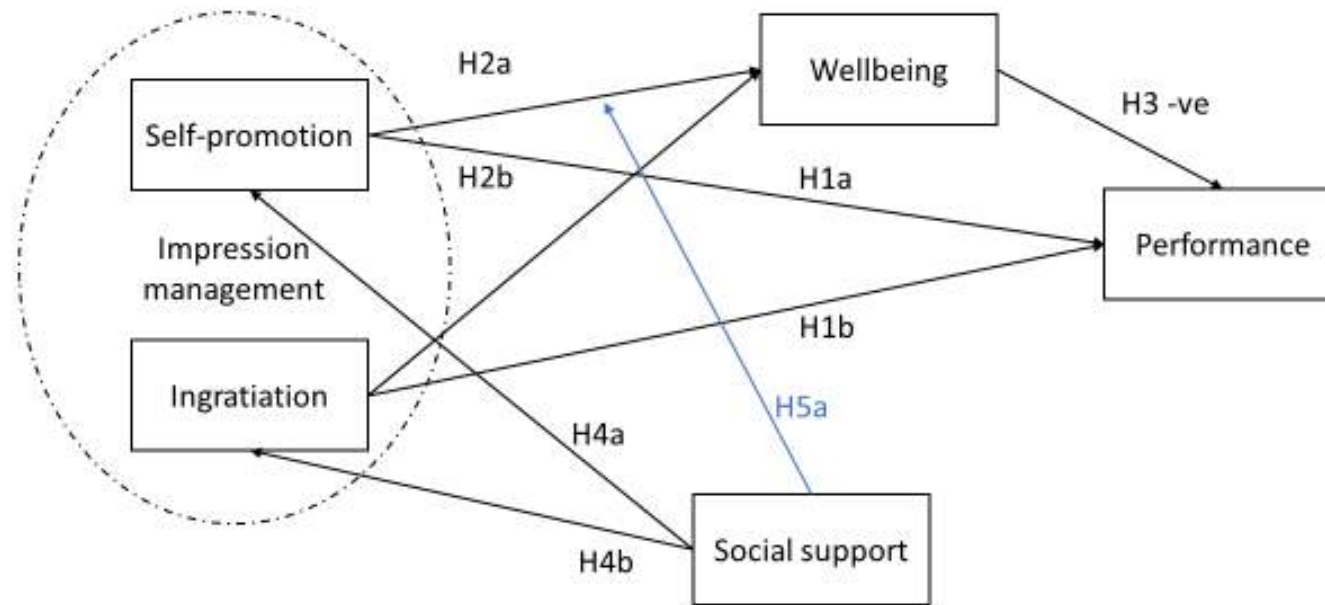 H2a
Wellbeing
Self-promotion
H3 -ve
H2b
H1a
Impression
management
Performance
H1b
Ingratiation
H5a
H4a
Social support
H4b